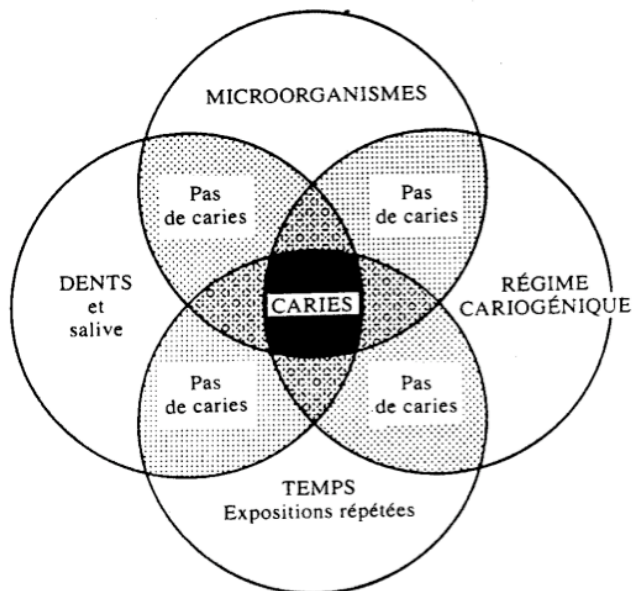 MICROORGANISMES
Pas
de caries
Pas
de caries
DENTS
et
salive
CARIES
RÉGIME
CARIOGÉNIQUE
Pas
de caries
Pas
de caries
TEMPS
Expositions répétées